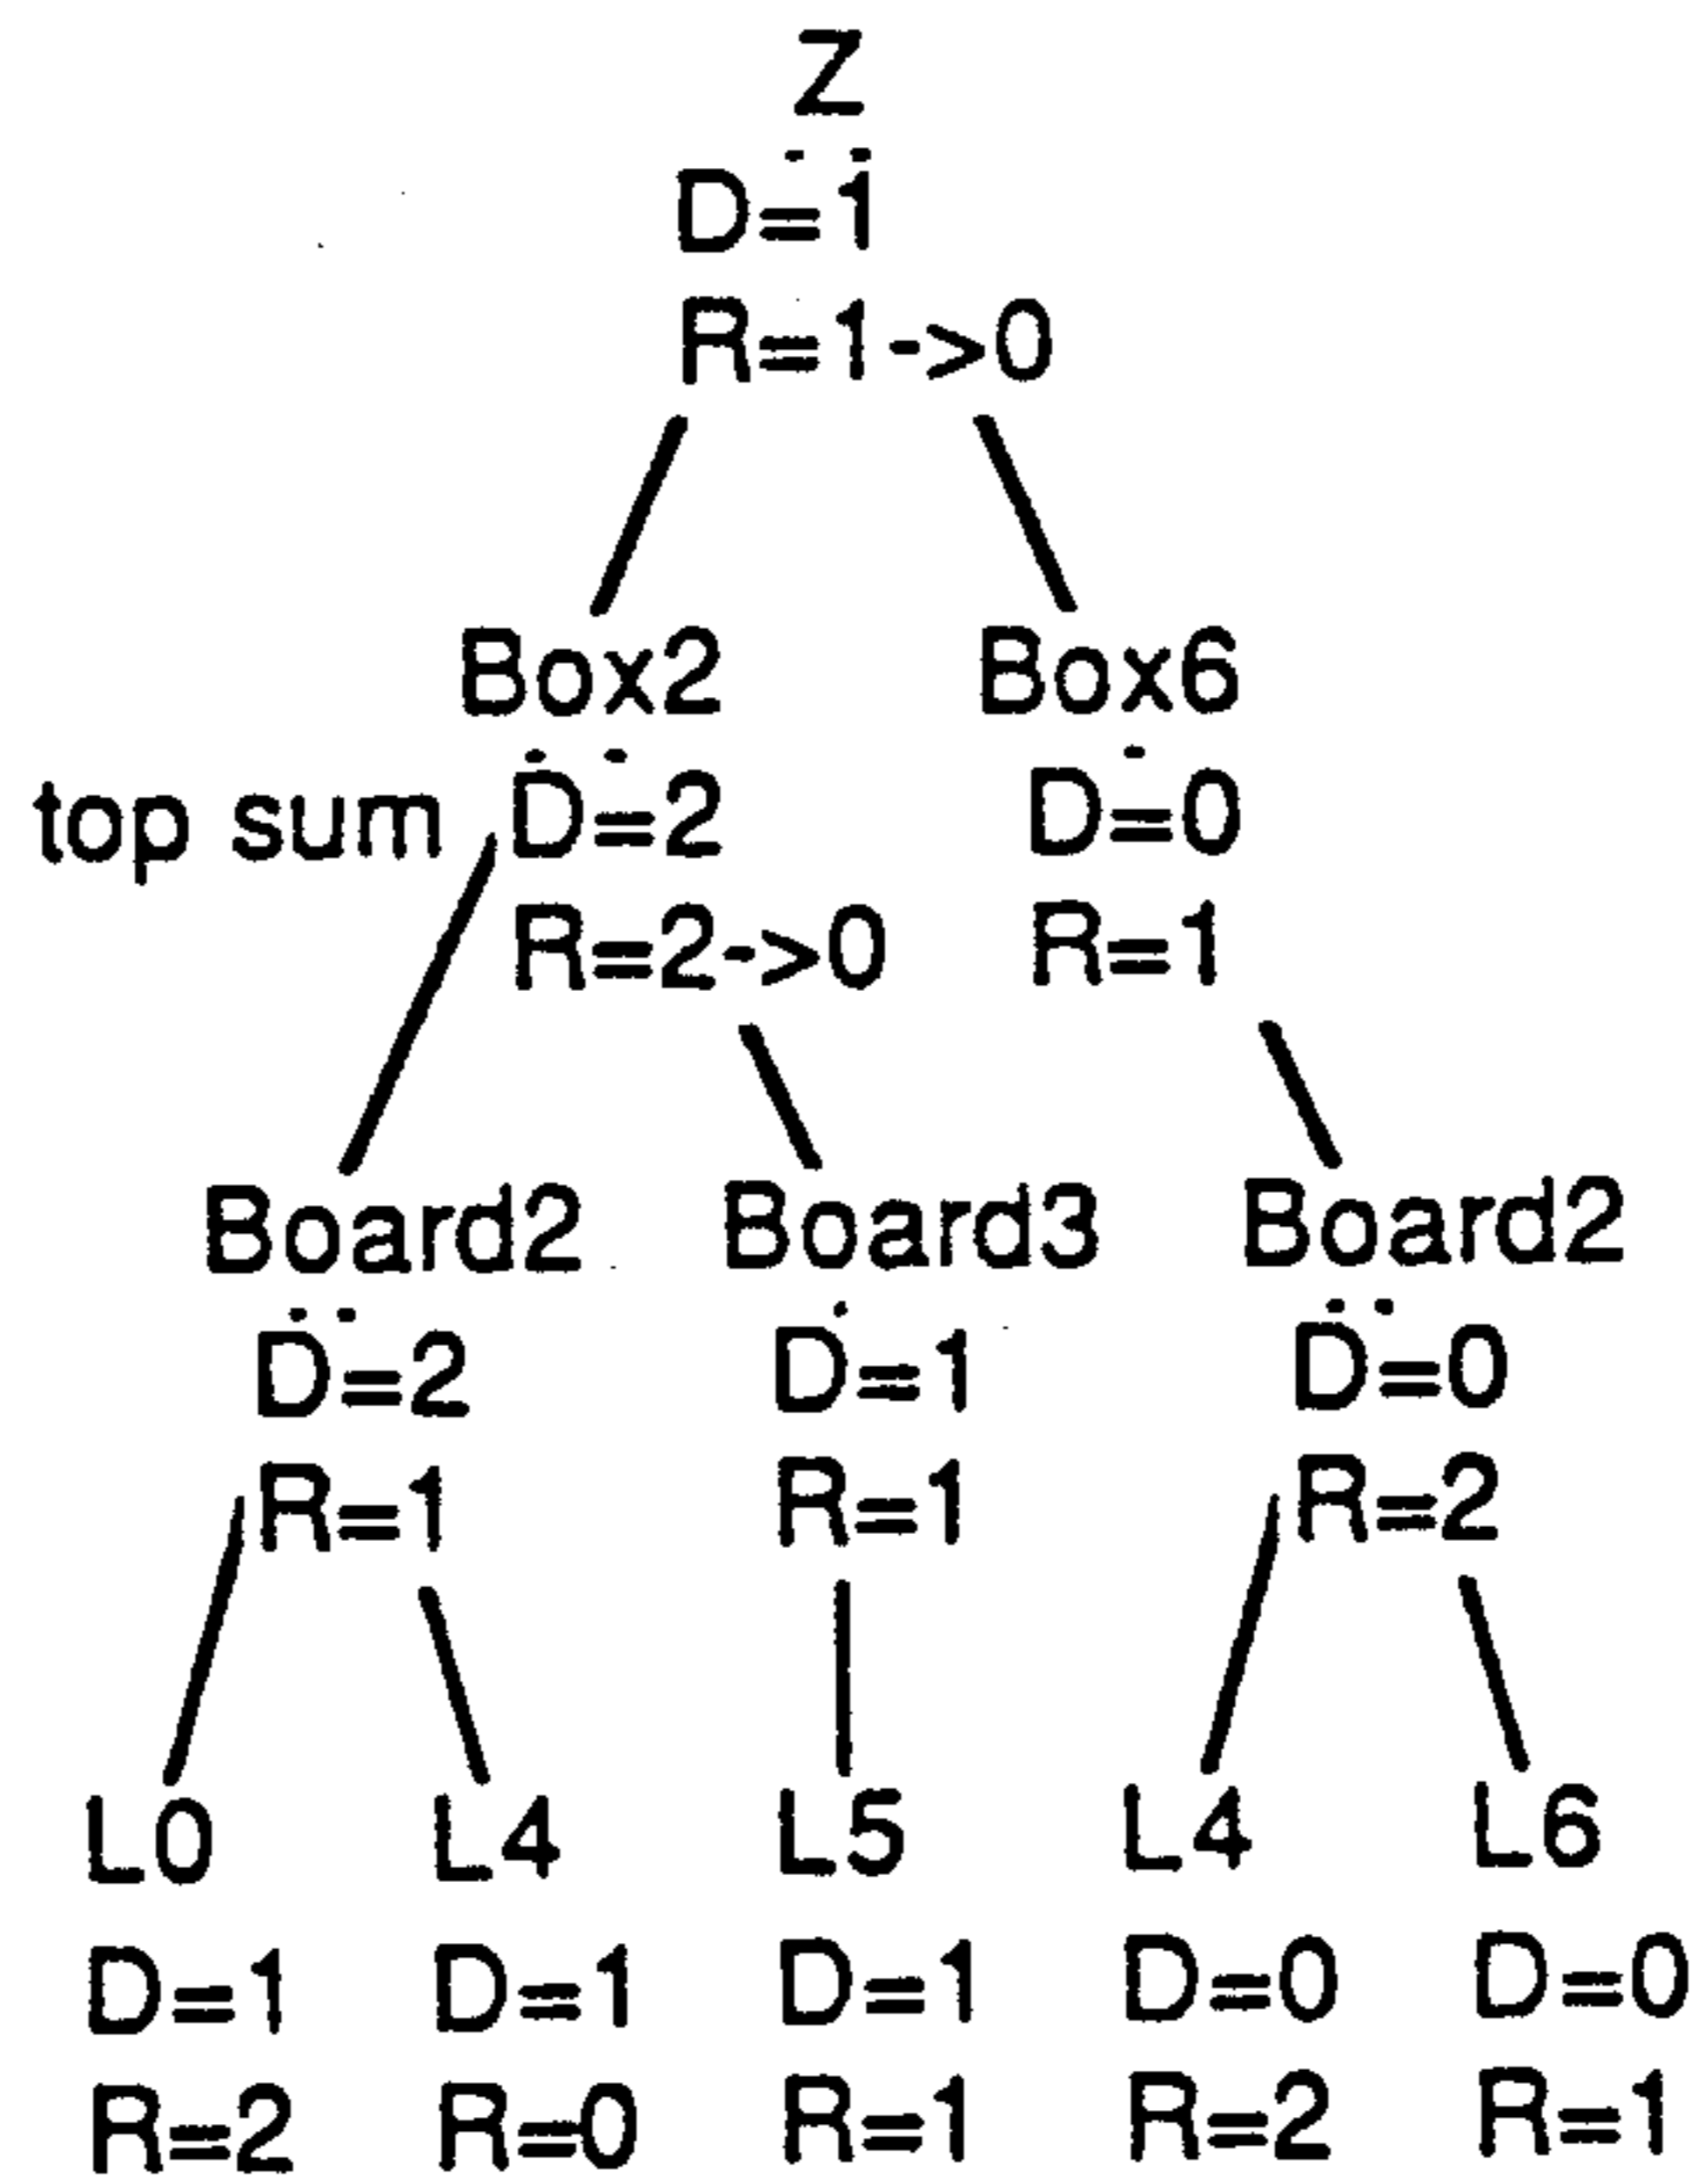 Z
D=1
R=1->0
Box2 Box6
top sum D=2 D=0
R=2->0 R=1
Board2 Board3 Board2
D=2 D=1 D=0
R=1 R=1 R=2
L0 L4 L5 L4 L6
D=1 D=1 D=1 D=0 D=0
R=2 R=0 R=1 R=2 R=1